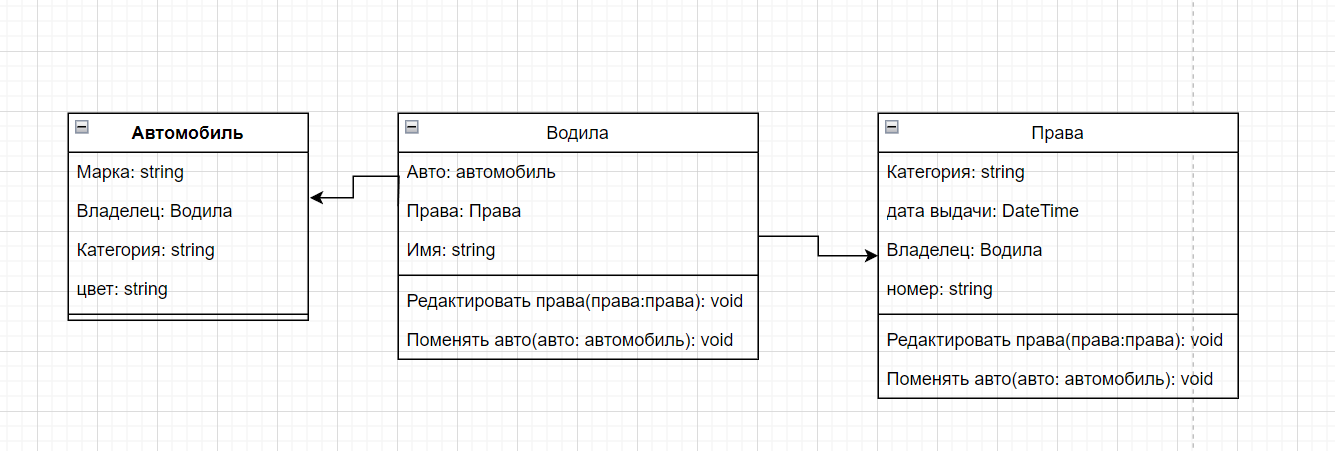 Автомобиль
Марка: string
Владелец: Водила
Категория: string
цвет: string
Водила
Авто: автомобиль
Права: Права
Имя: string
Редактировать права(права:права): void
Поменять авто(авто: автомобиль): void
Права
Категория: string
дата выдачи: DateTime
Владелец: Водила
номер: string
Редактировать права(права:права): void
Поменять авто(авто: автомобиль): void